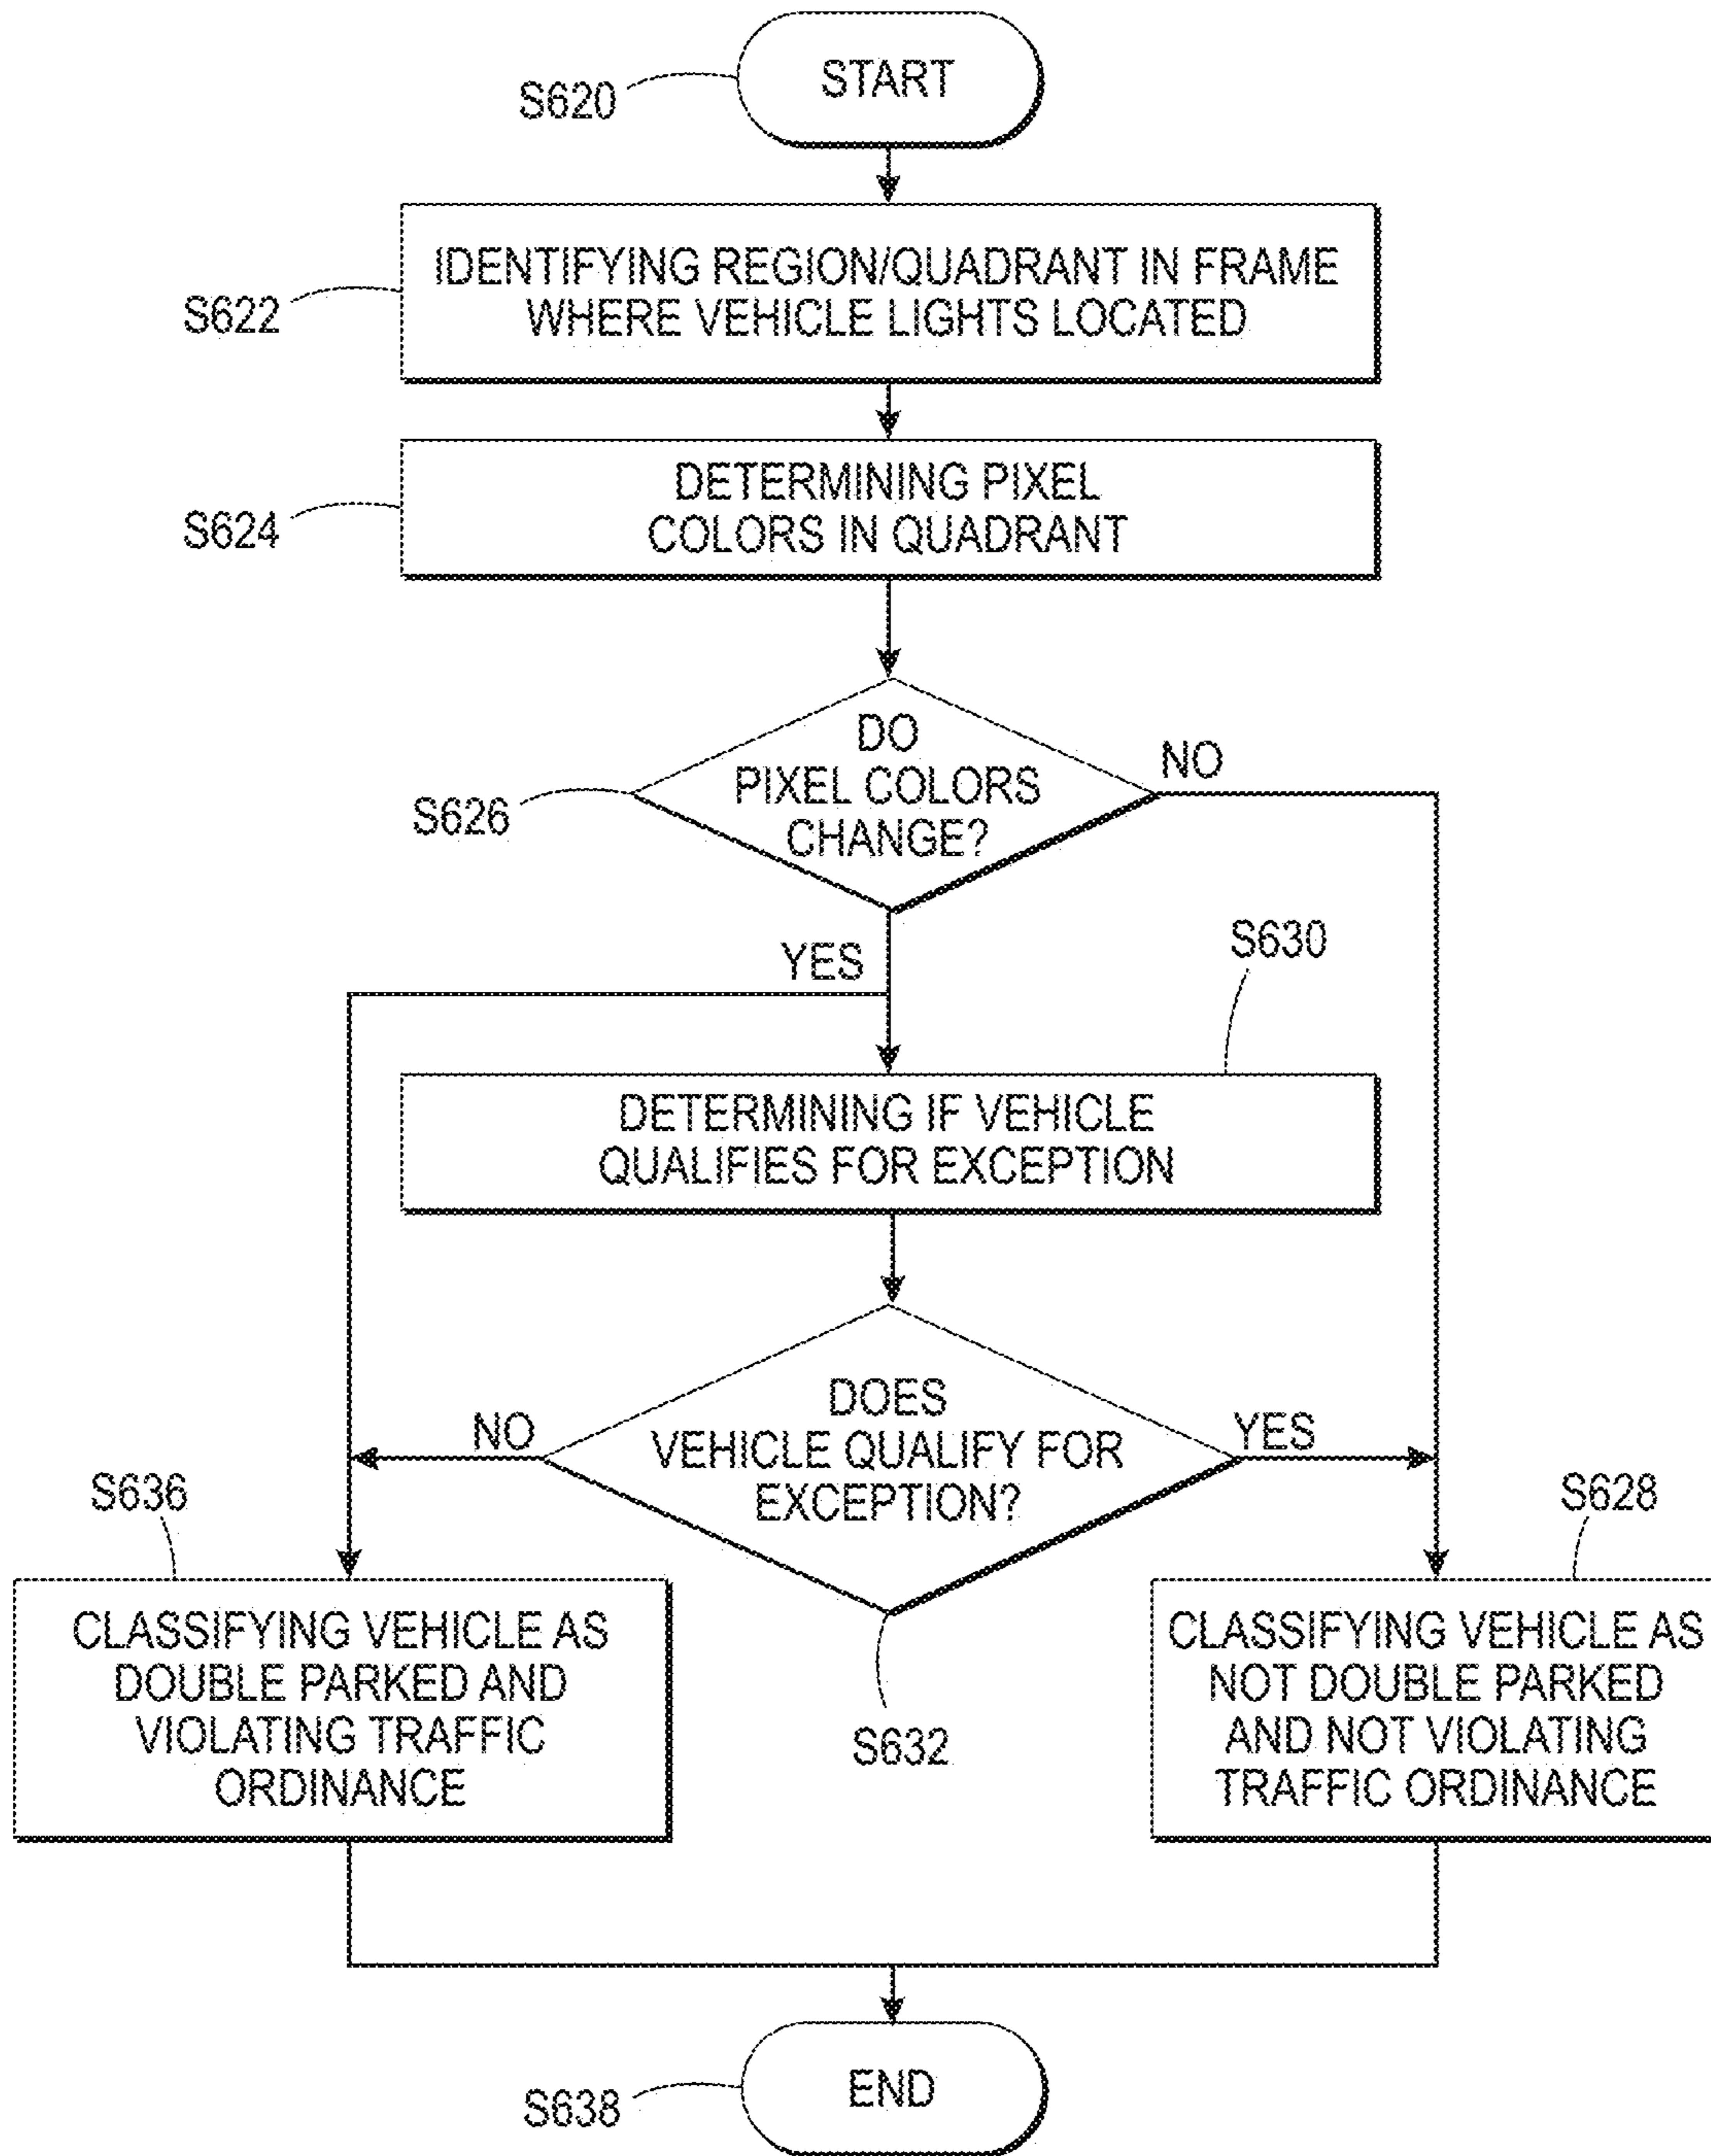 START
S620
IDENTIFYING REGION/QUADRANT IN FRAME
WHERE VEHICLE LIGHTS LOCATED
S622
DETERMINING PIXEL
COLORS IN QUADRANT
S624
DO
PIXEL COLORS
CHANGE?
NO
S626
YES
S630
DETERMINING IF VEHICLE
QUALIFIES FOR EXCEPTION
DOES
VEHICLE QUALIFY FOR
EXCEPTION?
NO
YES
S636
S628
CLASSIFYING VEHICLE AS
DOUBLE PARKED AND
VIOLATING TRAFFIC
ORDINANCE
S632
CLASSIFYING VEHICLE AS
NOT DOUBLE PARKED
AND NOT VIOLATING
TRAFFIC ORDINANCE
END
S638